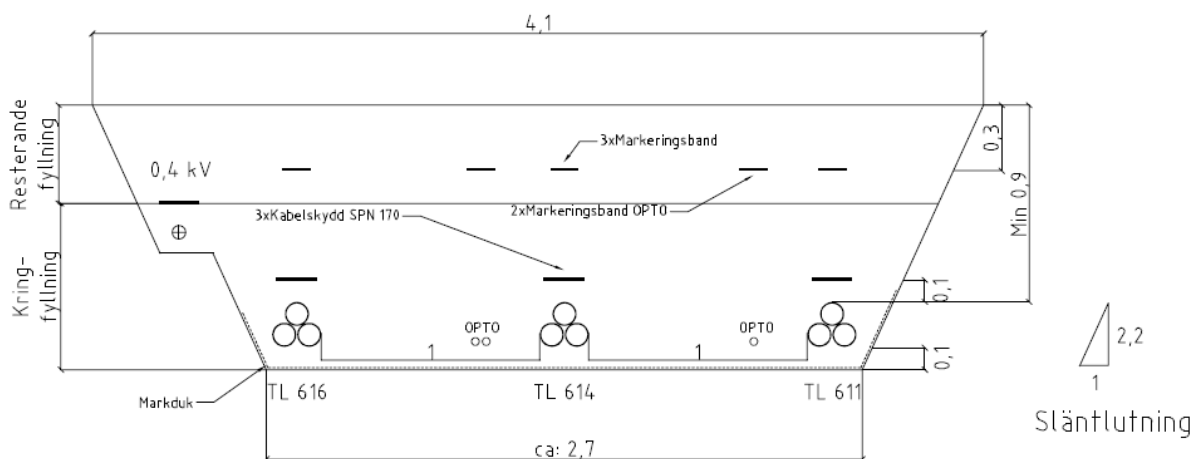 4,1
Resterande
fyllning
0,4 kV
3xMarkeringsband
0,3
3xKabelskydd SPN 170
2xMarkeringsband OPTO
Min 0,9
Kring-
fyllning
0,1
OPTO
OPTO
1
1
0,1
2,2
1
Markduk
TL 616
TL 614
TL 611
Släntlutning
ca: 2,7